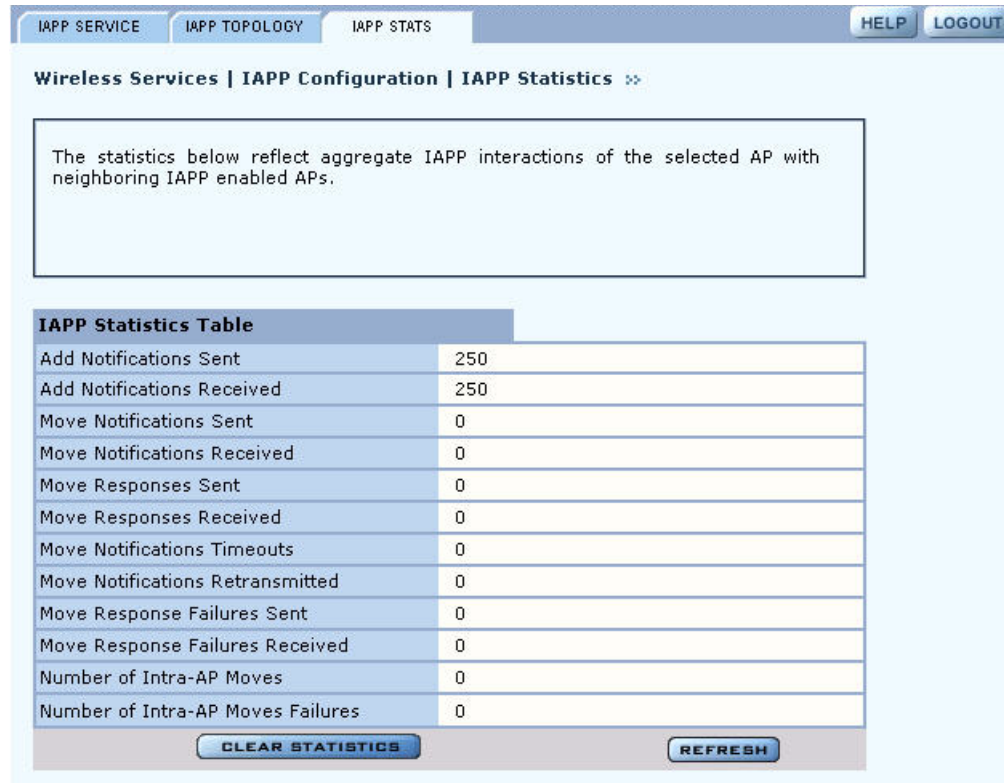 IAPP SERVICE IAPP TOPOLOGY IAPP STATS HELP LOGOUT
Wireless Services | IAPP Configuration | IAPP Statistics »
The statistics below reflect aggregate IAPP interactions of the selected AP with
neighboring IAPP enabled APs.
IAPP Statistics Table
Add Notifications Sent 250
Add Notifications Received 250
Move Notifications Sent 0
Move Notifications Received 0
Move Responses Sent 0
Move Responses Received 0
Move Notifications Timeouts 0
Move Notifications Retransmitted 0
Move Response Failures Sent 0
Move Response Failures Received 0
Number of Intra-AP Moves 0
Number of Intra-AP Moves Failures 0
CLEAR STATISTICS REFRESH